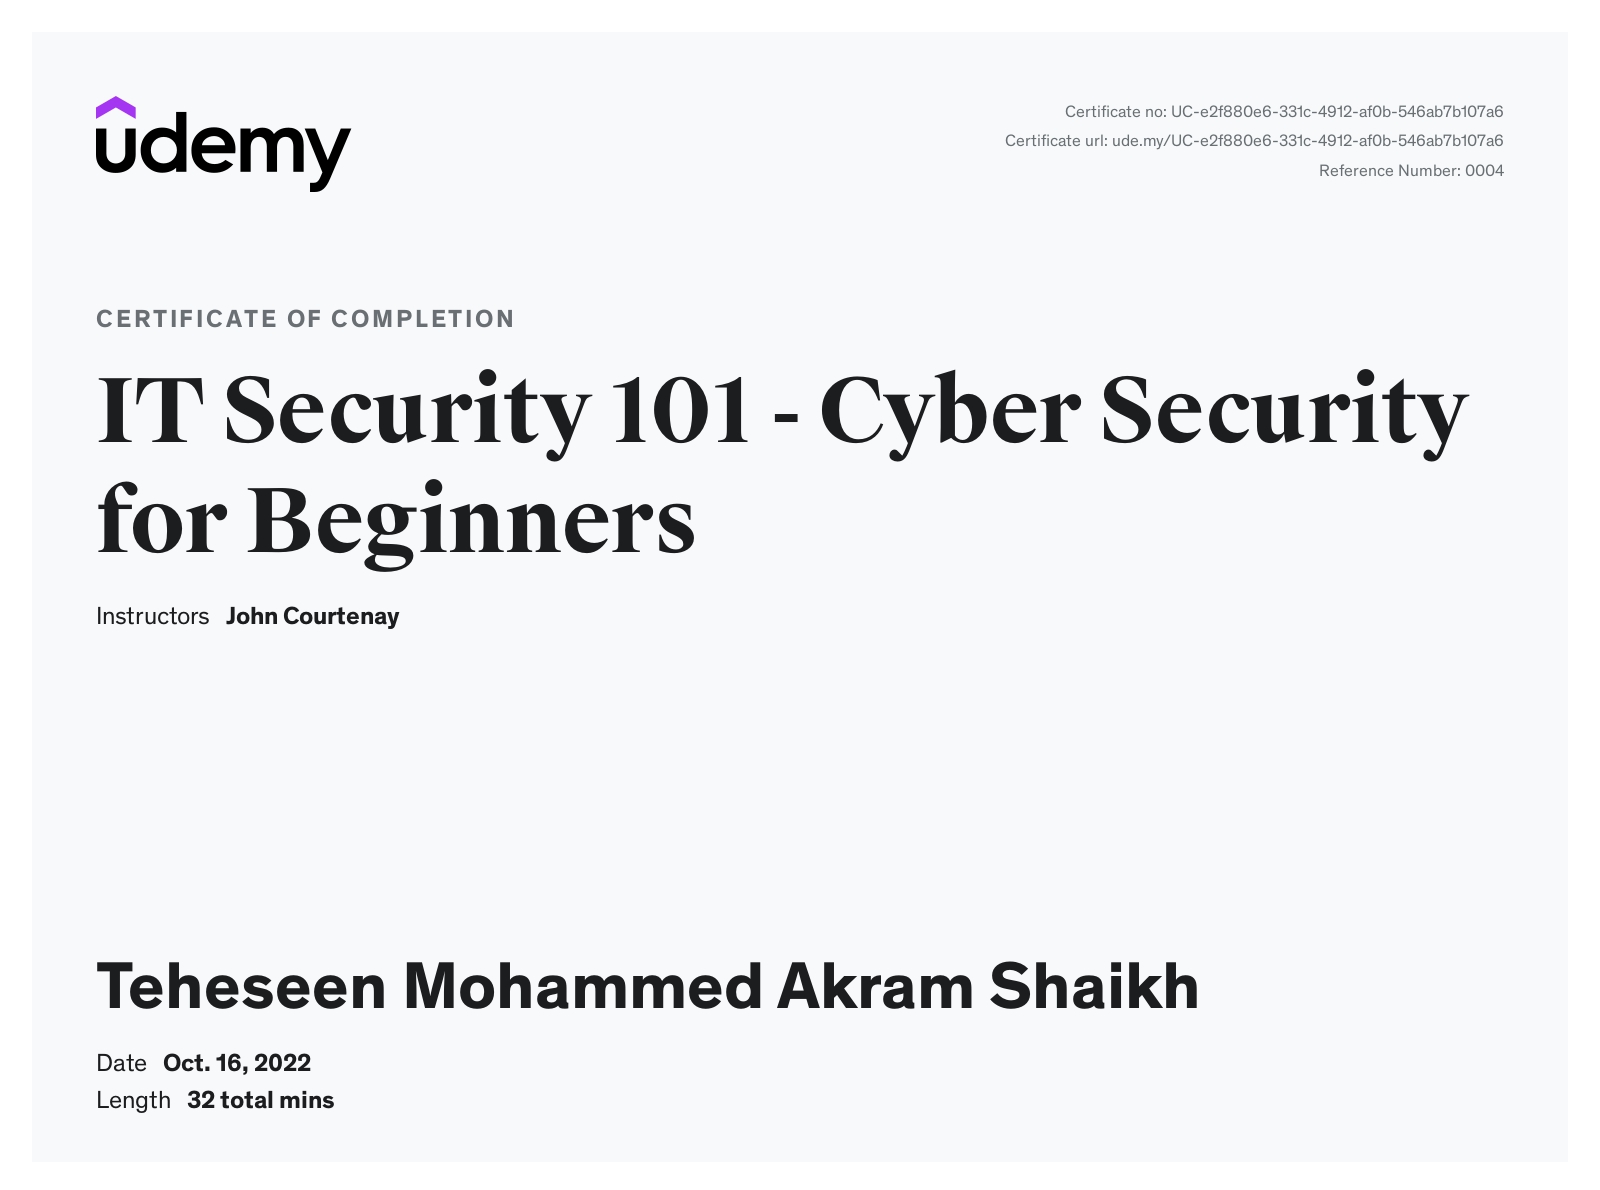 udemy
Certificate no: UC-e2f880e6-331c-4912-af0b-546ab7b107a6
Certificate url: ude.my/UC-e2f880e6-331c-4912-af0b-546ab7b107a6
Reference Number: 0004
CERTIFICATE OF COMPLETION
IT Security 101 - Cyber Security
for Beginners
Instructors John Courtenay
Teheseen Mohammed Akram Shaikh
Date Oct. 16, 2022
Length 32 total mins